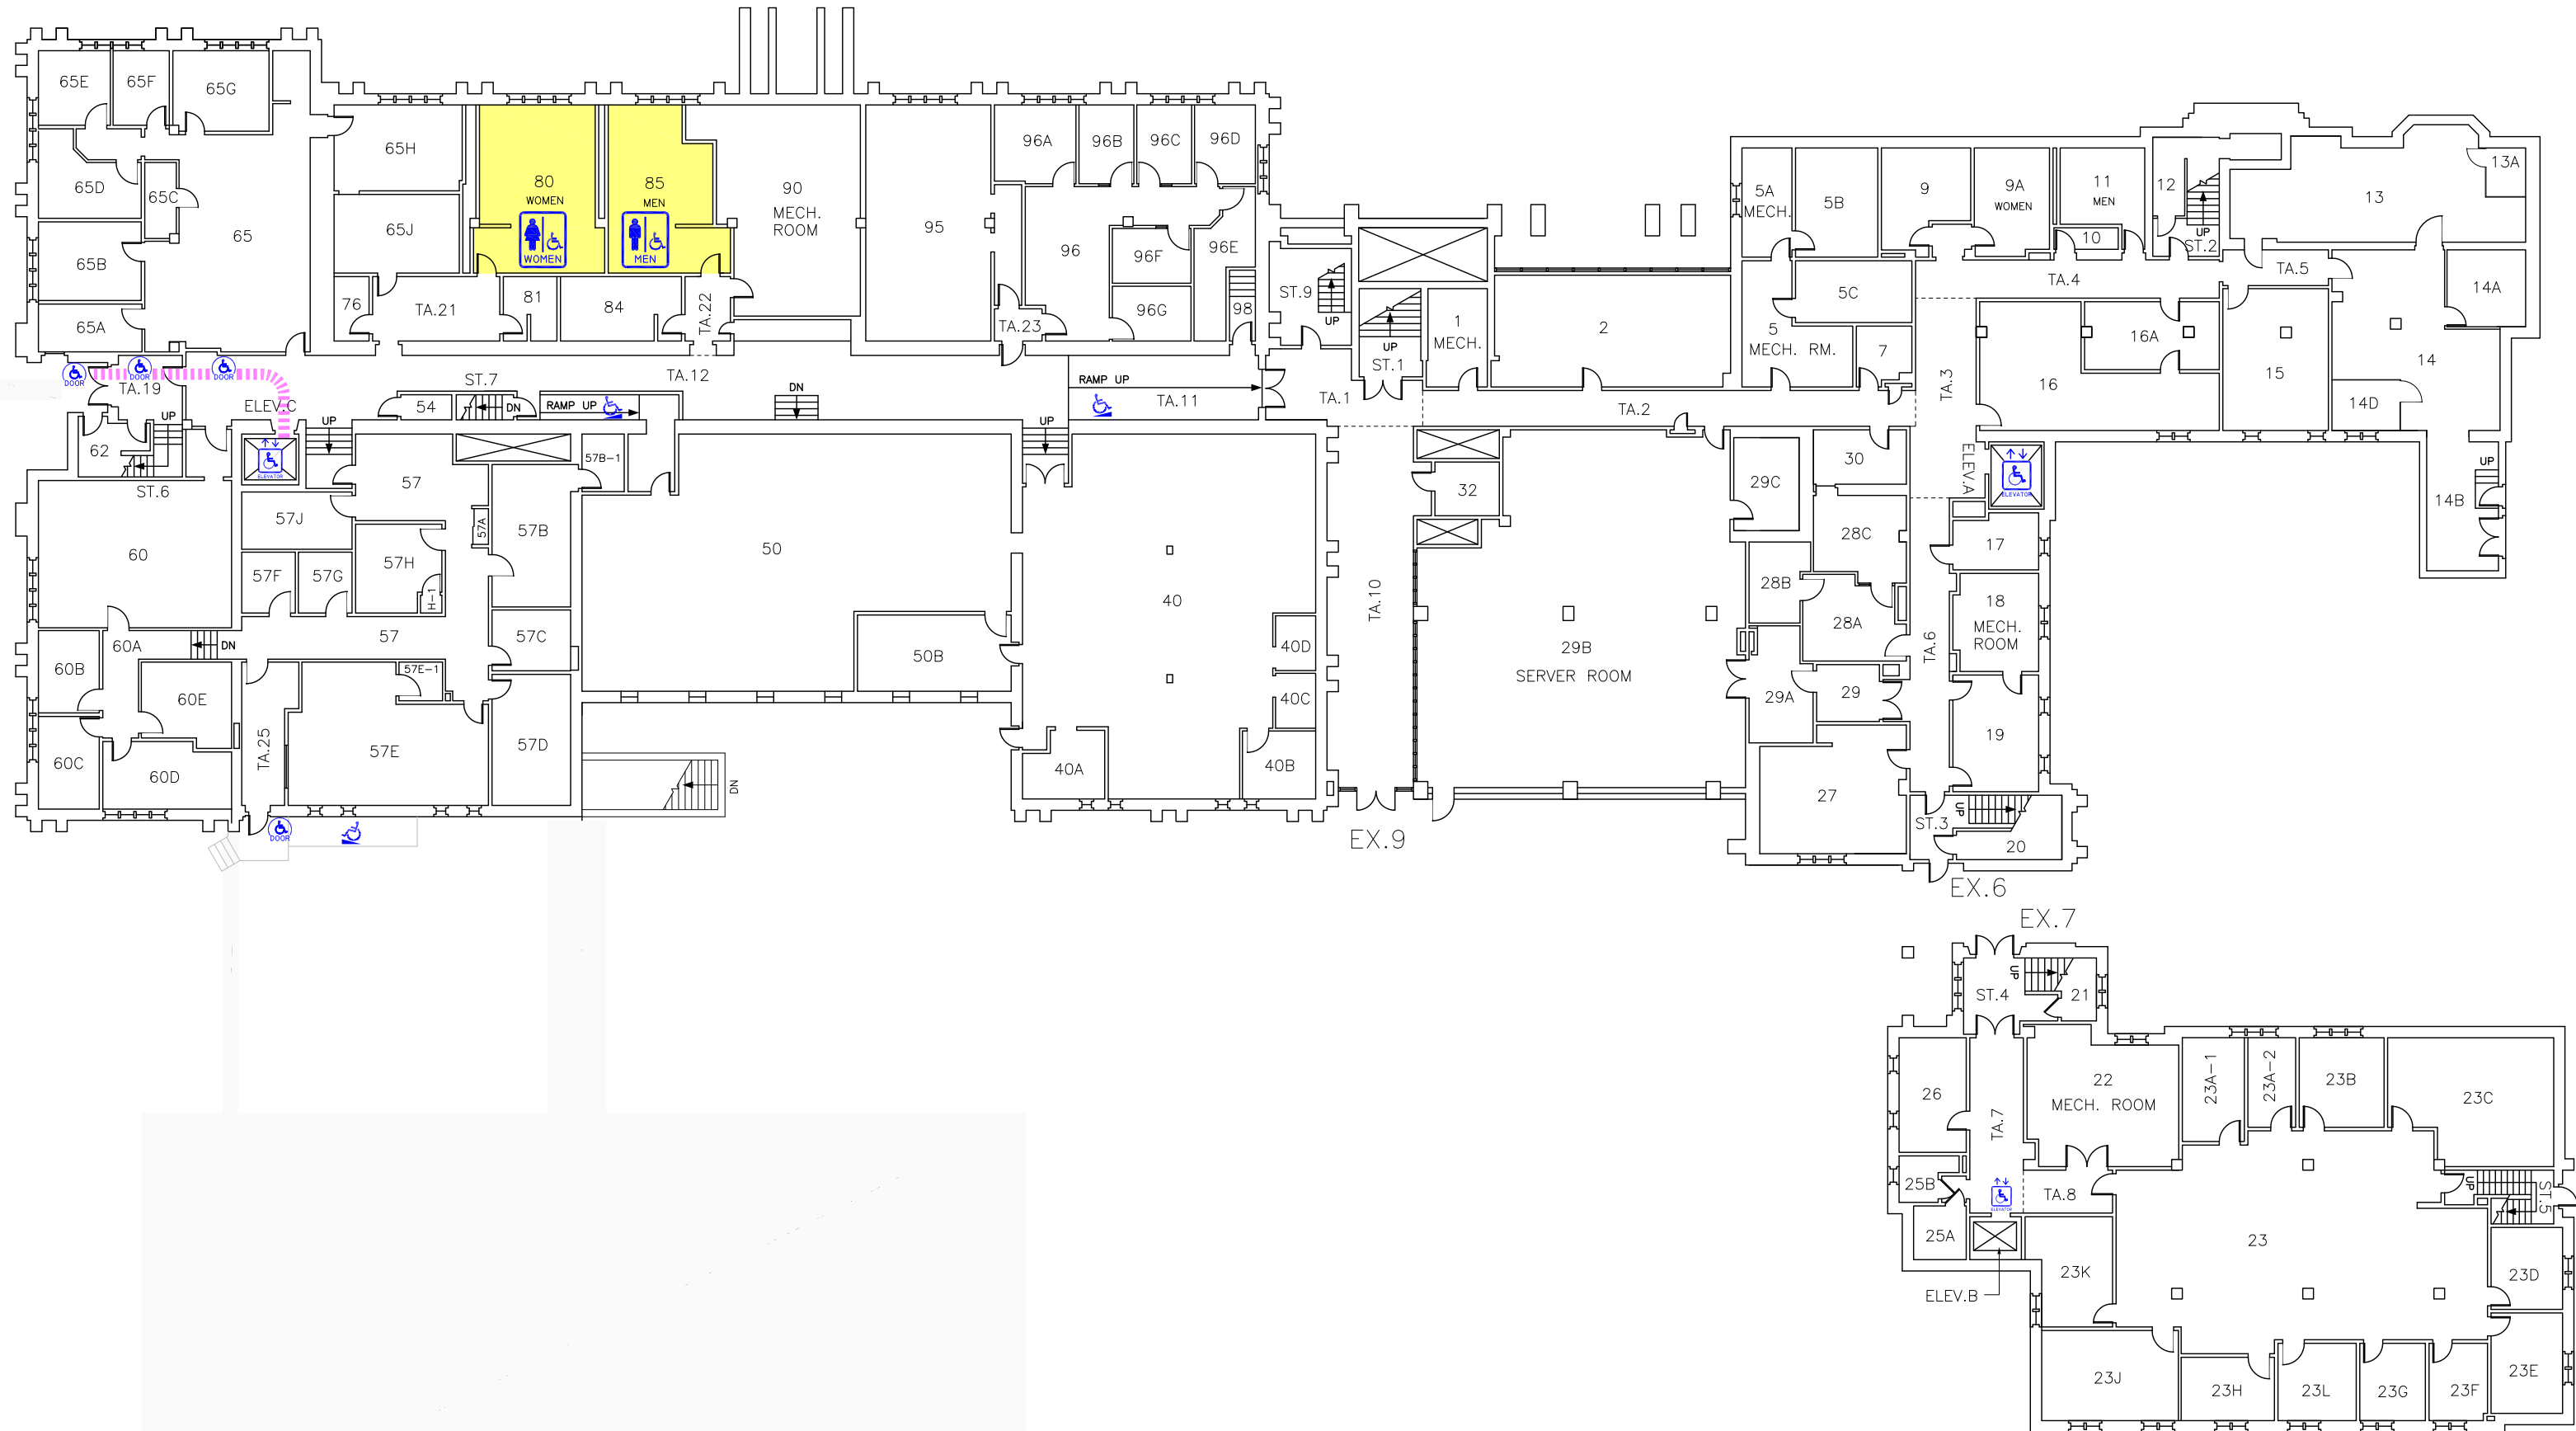 65E
65F
65G
65H
65D
65C
65J
65
65B
65A
76
TA.21
80
WOMEN
WOMEN
85
MEN
MEN
81
84
TA.22
90
MECH.
ROOM
95
96A
96B
96C
96D
96
96E
96F
96G
98
TA.23
ST.9
UP
UP
ST.1
1
MECH.
2
5A
MECH.
5B
9
9A
WOMEN
11
MEN
10
12
UP
ST.2
13
13A
5C
5
MECH. RM.
7
TA.4
TA.5
14A
14
16A
16
15
14D
14B
UP
DOOR
DOOR
DOOR
TA.19
ELEV.C
UP
62
ST.6
ELEVATOR
UP
54
ST.7
DN
RAMP UP
TA.12
DN
UP
RAMP UP
TA.11
TA.1
TA.2
TA.3
ELEV.A
ELEVATOR
57
57J
57A
57B
57B-1
57F
57G
57H
H-1
57
57C
57E-1
57E
57D
60
60A
DN
60B
60E
60C
60D
TA.25
DOOR
50
50B
DN
40
40D
40C
40A
40B
TA.10
EX.9
32
29B
SERVER ROOM
29C
30
28C
28B
28A
29A
29
27
TA.6
17
18
MECH.
ROOM
19
UP
ST.3
20
EX.6
EX.7
UP
ST.4
21
26
TA.7
22
MECH. ROOM
23A-1
23A-2
23B
23C
25B
25A
ELEVATOR
TA.8
ELEV.B
23K
23
UP
ST.5
23D
23E
23J
23H
23L
23G
23F